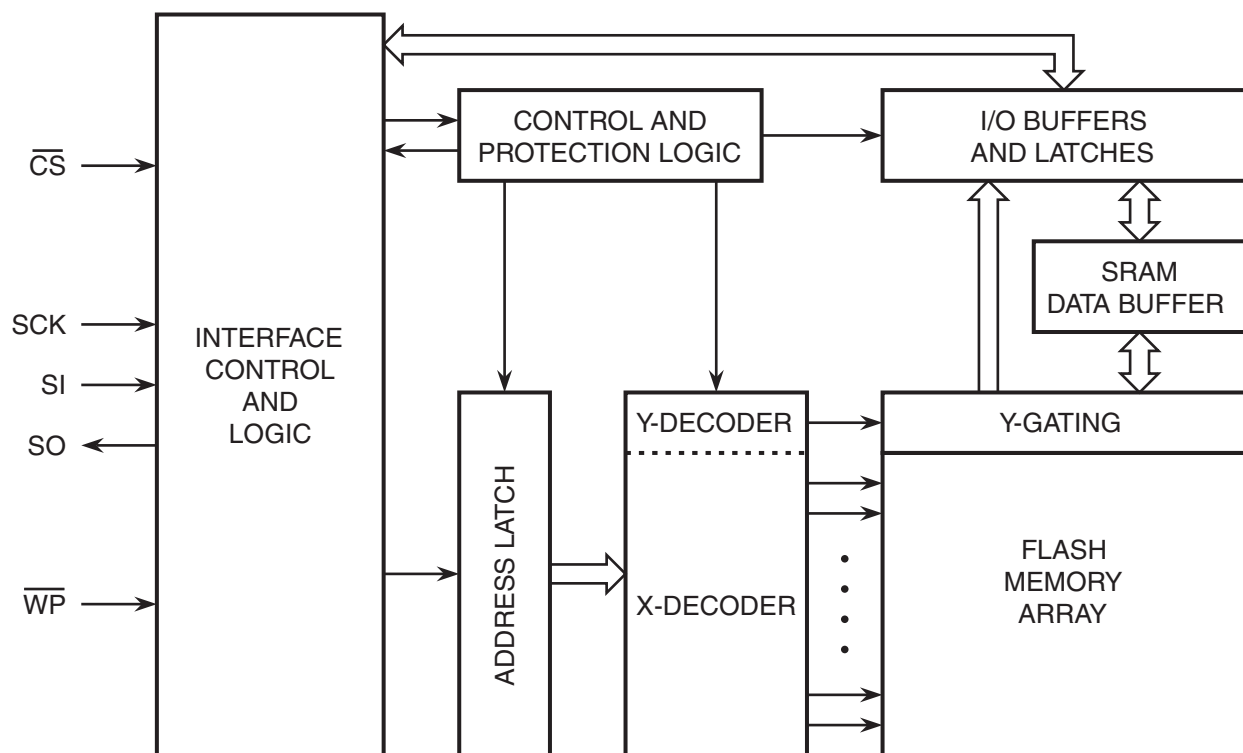 CS
SCK
SI
SO
WP
INTERFACE
CONTROL
AND
LOGIC
CONTROL AND
PROTECTION LOGIC
I/O BUFFERS
AND LATCHES
SRAM
DATA BUFFER
ADDRESS LATCH
Y-DECODER
X-DECODER
Y-GATING
FLASH
MEMORY
ARRAY